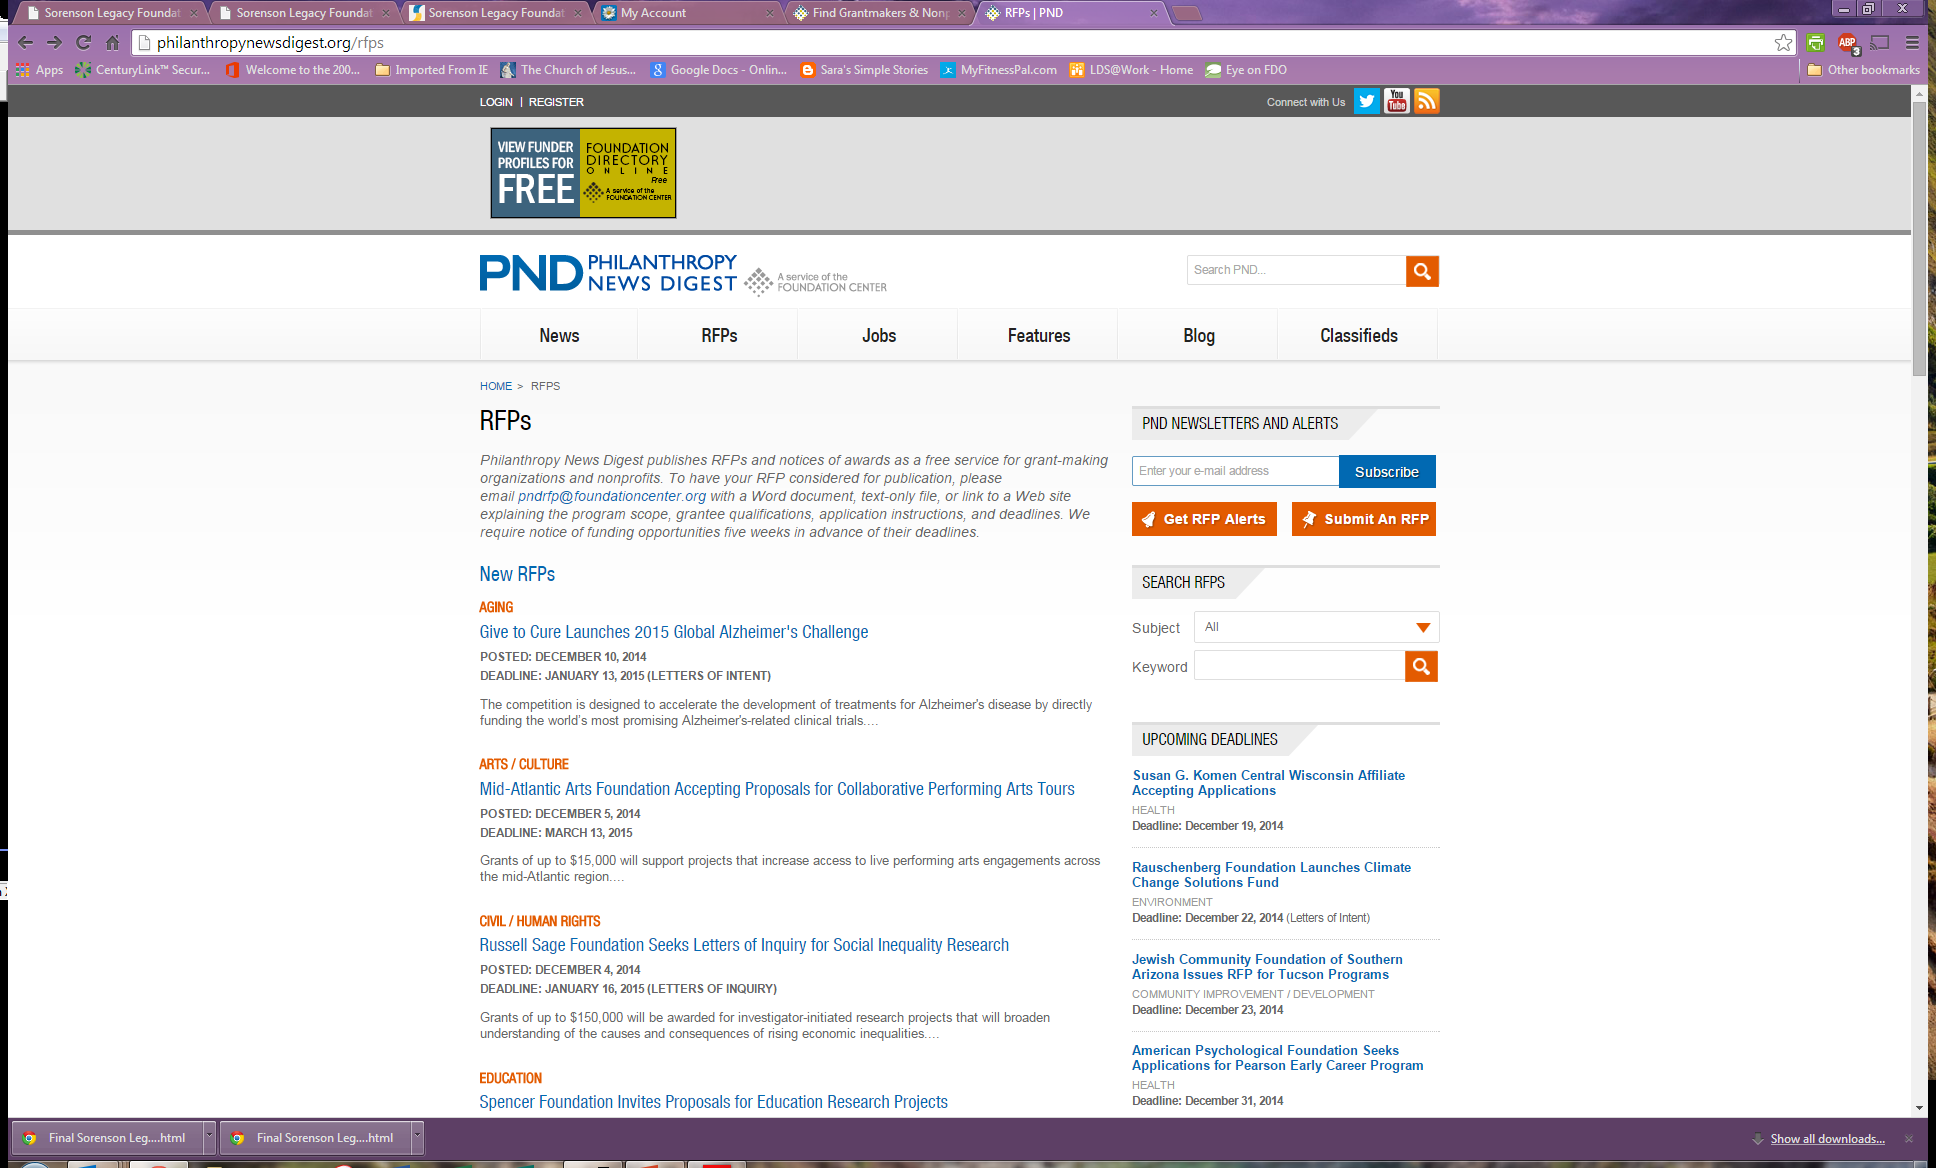 Sorenson Legacy Foundat
Sorenson Legacy Foundat
Sorenson Legacy Foundat
My Account
Find Grantmakers & Nonp
RFPs | PND
philanthropynewsdigest.org/rfps
ABP
3
Apps
CenturyLink™ Secur...
Welcome to the 200...
Imported From IE
The Church of Jesus...
Google Docs - Onlin...
Sara's Simple Stories
MyFitnessPal.com
LDS@Work - Home
Eye on FDO
Other bookmarks
LOGIN | REGISTER
Connect with Us
You
Tube
VIEW FUNDER
PROFILES FOR
FREE
FOUNDATION
DIRECTORY
ONLINE
Free
A service of the
FOUNDATION CENTER
PND PHILANTHROPY
NEWS DIGEST
A service of the
FOUNDATION CENTER
Search PND...
News
RFPs
Jobs
Features
Blog
Classifieds
HOME > RFPS
RFPs
Philanthropy News Digest publishes RFPs and notices of awards as a free service for grant-making
organizations and nonprofits. To have your RFP considered for publication, please
email pndrfp@foundationcenter.org with a Word document, text-only file, or link to a Web site
explaining the program scope, grantee qualifications, application instructions, and deadlines. We
require notice of funding opportunities five weeks in advance of their deadlines.
New RFPs
AGING
Give to Cure Launches 2015 Global Alzheimer's Challenge
POSTED: DECEMBER 10, 2014
DEADLINE: JANUARY 13, 2015 (LETTERS OF INTENT)
The competition is designed to accelerate the development of treatments for Alzheimer's disease by directly
funding the world's most promising Alzheimer's-related clinical trials....
ARTS / CULTURE
Mid-Atlantic Arts Foundation Accepting Proposals for Collaborative Performing Arts Tours
POSTED: DECEMBER 5, 2014
DEADLINE: MARCH 13, 2015
Grants of up to $15,000 will support projects that increase access to live performing arts engagements across
the mid-Atlantic region....
CIVIL / HUMAN RIGHTS
Russell Sage Foundation Seeks Letters of Inquiry for Social Inequality Research
POSTED: DECEMBER 4, 2014
DEADLINE: JANUARY 16, 2015 (LETTERS OF INQUIRY)
Grants of up to $150,000 will be awarded for investigator-initiated research projects that will broaden
understanding of the causes and consequences of rising economic inequalities....
EDUCATION
Spencer Foundation Invites Proposals for Education Research Projects
PND NEWSLETTERS AND ALERTS
Enter your e-mail address
Subscribe
Get RFP Alerts
Submit An RFP
SEARCH RFPS
Subject
All
Keyword
UPCOMING DEADLINES
Susan G. Komen Central Wisconsin Affiliate
Accepting Applications
HEALTH
Deadline: December 19, 2014
Rauschenberg Foundation Launches Climate
Change Solutions Fund
ENVIRONMENT
Deadline: December 22, 2014 (Letters of Intent)
Jewish Community Foundation of Southern
Arizona Issues RFP for Tucson Programs
COMMUNITY IMPROVEMENT / DEVELOPMENT
Deadline: December 23, 2014
American Psychological Foundation Seeks
Applications for Pearson Early Career Program
HEALTH
Deadline: December 31, 2014
Final Sorenson Leg....html
Final Sorenson Leg....html
Show all downloads...